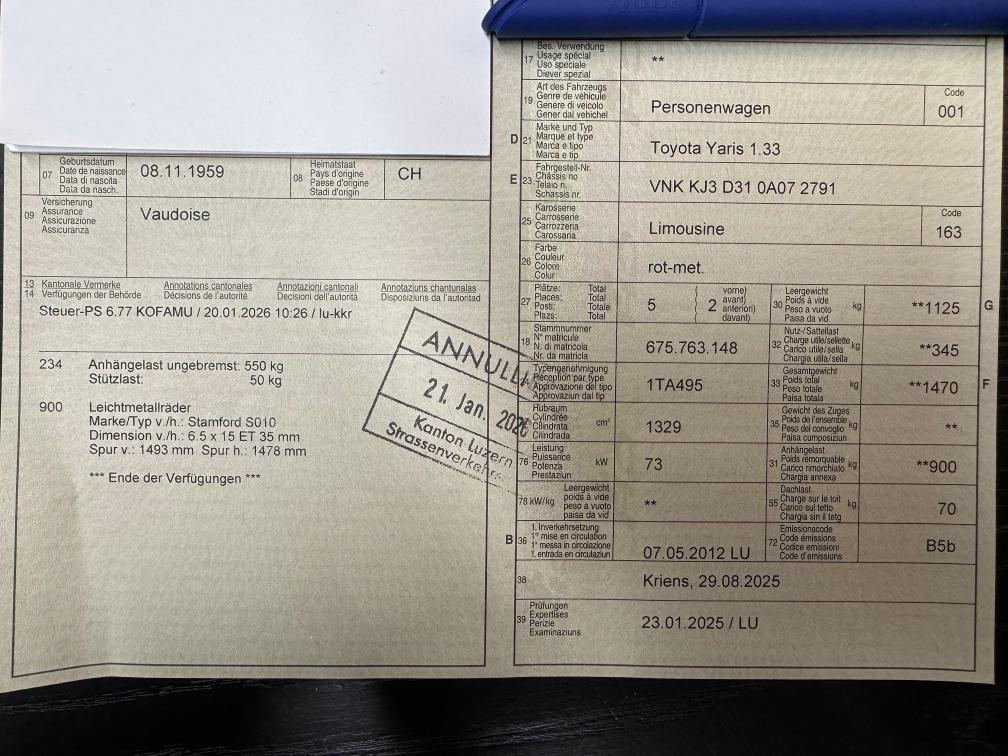 07 Geburtsdatum
Date de naissance
Data di nascita
Data da nasch.
08.11.1959
08 Heimatstaat
Pays d'origine
Paese d'origine
Stadi d'origin
CH
09 Versicherung
Assurance
Assicurazione
Assicuranza
Vaudoise
13 Kantonale Vermerke Annotations cantonales Annotazioni cantonali Annotaziuns chantunalas
14 Verfügungen der Behörde Décisions de l'autorité Decisioni dell'autorità Disposiziuns da l'autoritad
Steuer-PS 6.77 KOFAMU / 20.01.2026 10:26 / lu-kkr
234 Anhängelast ungebremst: 550 kg
Stützlast: 50 kg
900 Leichtmetallräder
Marke/Typ v./h.: Stamford S010
Dimension v./h.: 6.5 x 15 ET 35 mm
Spur v.: 1493 mm Spur h.: 1478 mm
*** Ende der Verfügungen ***
21. Jan. 2026
Kanton Luzern
17 Bes. Verwendung
Usage spécial
Uso speciale
Diever spezial
**
19 Art des Fahrzeugs
Genre de véhicule
Genere di veicolo
Gener dal vehichel
Personenwagen
Code
001
D 21 Marke und Typ
Marque et type
Marca e tipo
Marca e tip
Toyota Yaris 1.33
E 23 Fahrgestell-Nr.
Châssis no
Telaio n.
Schassis nr.
VNK KJ3 D31 0A07 2791
25 Karosserie
Carrosserie
Carrozzeria
Carossaria
Limousine
Code
163
26 Farbe
Couleur
Colore
Colur
rot-met.
27 Plätze: Total
Places: Total
Posti: Totale
Plazs: Total
5
( vorne)
avant)
anteriori)
( davant)
2
30 Leergewicht
Poids à vide
Peso a vuoto
Paisa da vid
kg
**1125
G
18 Stammnummer
N° matricule
N. di matricola
Nr. da matricla
675.763.148
32 Nutz-/Sattellast
Charge utile/sellette
Carico utile/sella
Chargia utila/sella
kg
**345
Typengenehmigung
Réception par type
Approvazione del tipo
Approvaziun dal tip
1TA495
33 Gesamtgewicht
Poids total
Peso totale
Paisa totala
kg
**1470
F
Hubraum
Cylindrée
Cilindrata
Cilindrada
cm³
1329
35 Gewicht des Zuges
Poids de l'ensemble
Peso del convoglio
Paisa cumposiziun
kg
**
76 Leistung
Puissance
Potenza
Prestaziun
kW
73
31 Anhängelast
Poids remorquable
Carico rimorchiato
Chargia annexa
kg
**900
78 kW/kg Leergewicht
poids à vide
peso a vuoto
paisa da vid
**
55 Dachlast
Charge sur le toit
Carico sul tetto
Chargia sin il tetg
kg
70
B 36 1. Inverkehrsetzung
1re mise en circulation
1a messa in circolazione
1. entrada en circulaziun
07.05.2012 LU
72 Emissionscode
Code émissions
Codice emissioni
Code d'emissiuns
B5b
38 Kriens, 29.08.2025
39 Prüfungen
Expertises
Perizie
Examinaziuns
23.01.2025 / LU